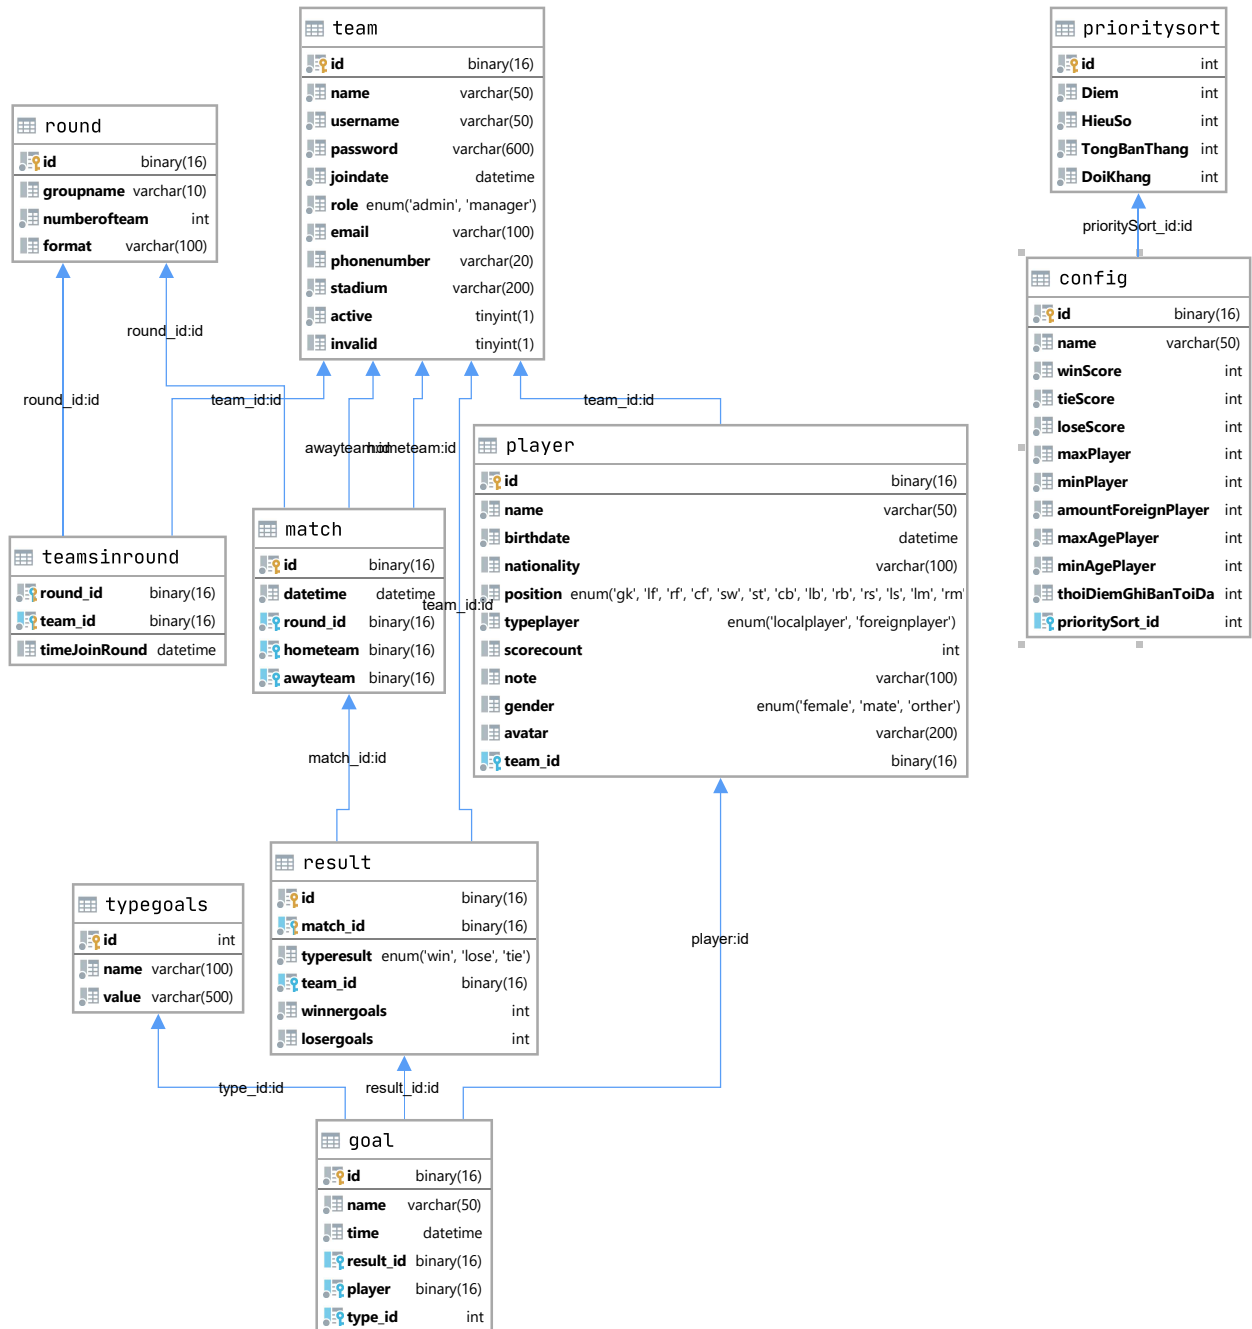 team
id binary(16)
name varchar(50)
username varchar(50)
password varchar(600)
joindate datetime
role enum('admin', 'manager')
email varchar(100)
phonenumber varchar(20)
stadium varchar(200)
active tinyint(1)
invalid tinyint(1)
prioritysort
id int
Diem int
HieuSo int
TongBanThang int
DoiKhang int
round
id binary(16)
groupname varchar(10)
numberofteam int
format varchar(100)
prioritySort_id:id
config
id binary(16)
name varchar(50)
winScore int
tieScore int
loseScore int
maxPlayer int
minPlayer int
amountForeignPlayer int
maxAgePlayer int
minAgePlayer int
thoiDiemGhiBanToiDa int
prioritySort_id int
round_id:id
round_id:id
team_id:id
team_id:id
awayteam:id
hometeam:id
player
id binary(16)
name varchar(50)
birthdate datetime
nationality varchar(100)
position enum('gk', 'lf', 'rf', 'cf', 'sw', 'st', 'cb', 'lb', 'rb', 'rs', 'ls', 'lm', 'rm'
typeplayer enum('localplayer', 'foreignplayer')
scorecount int
note varchar(100)
gender enum('female', 'mate', 'orther')
avatar varchar(200)
team_id binary(16)
match
id binary(16)
datetime datetime
round_id binary(16)
hometeam binary(16)
awayteam binary(16)
teamsinround
round_id binary(16)
team_id binary(16)
timeJoinRound datetime
team_id:id
match_id:id
result
id binary(16)
match_id binary(16)
typeresult enum('win', 'lose', 'tie')
team_id binary(16)
winnergoals int
losergoals int
typegoals
id int
name varchar(100)
value varchar(500)
player:id
type_id:id
result_id:id
goal
id binary(16)
name varchar(50)
time datetime
result_id binary(16)
player binary(16)
type_id int